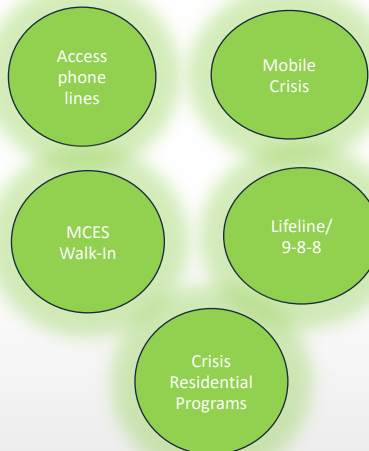 Access
phone
lines
Mobile
Crisis
MCES
Walk-In
Lifeline/
9-8-8
Crisis
Residential
Programs